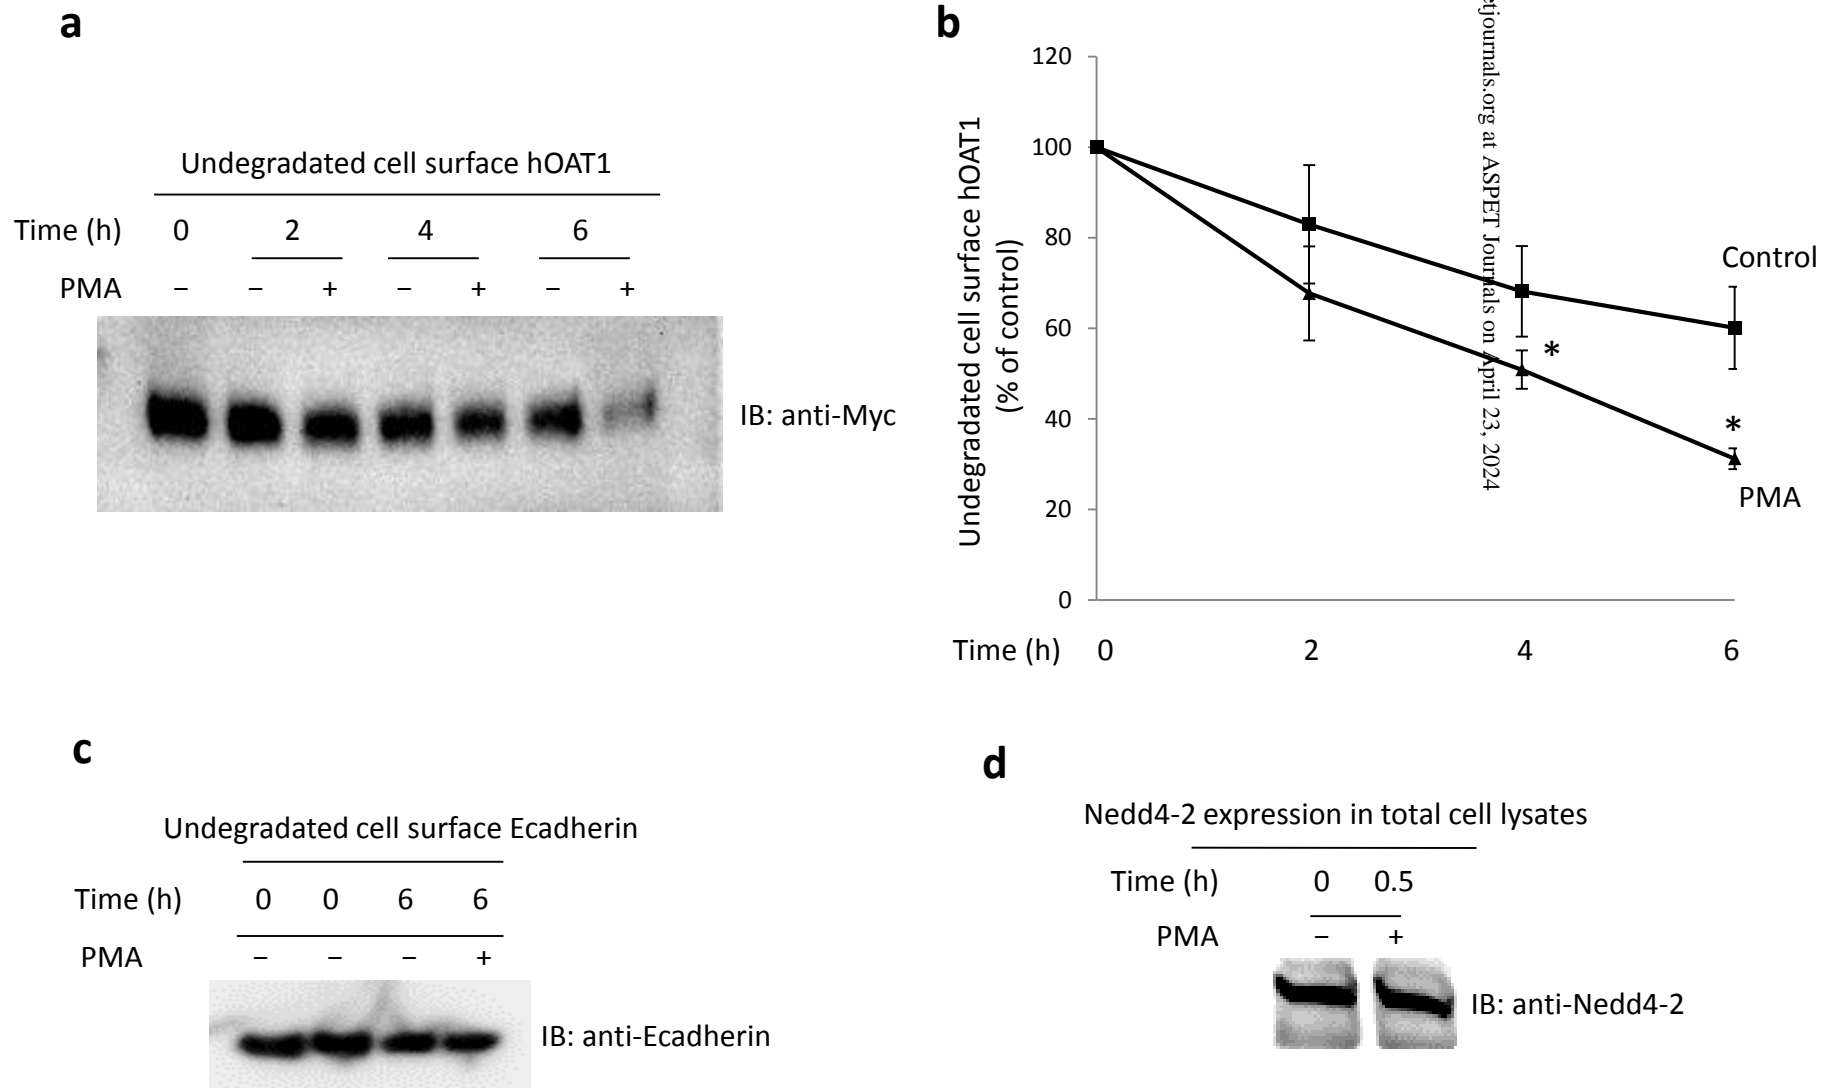 a
Undegradated cell surface hOAT1
Time (h) 0 2 4 6
PMA − − + − + − +
IB: anti-Myc
b
Undegradated cell surface hOAT1
(% of control)
120
100
80
60
40
20
0
Time (h) 0 2 4 6
Control
*
*
PMA
etjournals.org at ASPET Journals on April 23, 2024
c
Undegradated cell surface Ecadherin
Time (h) 0 0 6 6
PMA − − − +
IB: anti-Ecadherin
d
Nedd4-2 expression in total cell lysates
Time (h) 0 0.5
PMA − +
IB: anti-Nedd4-2